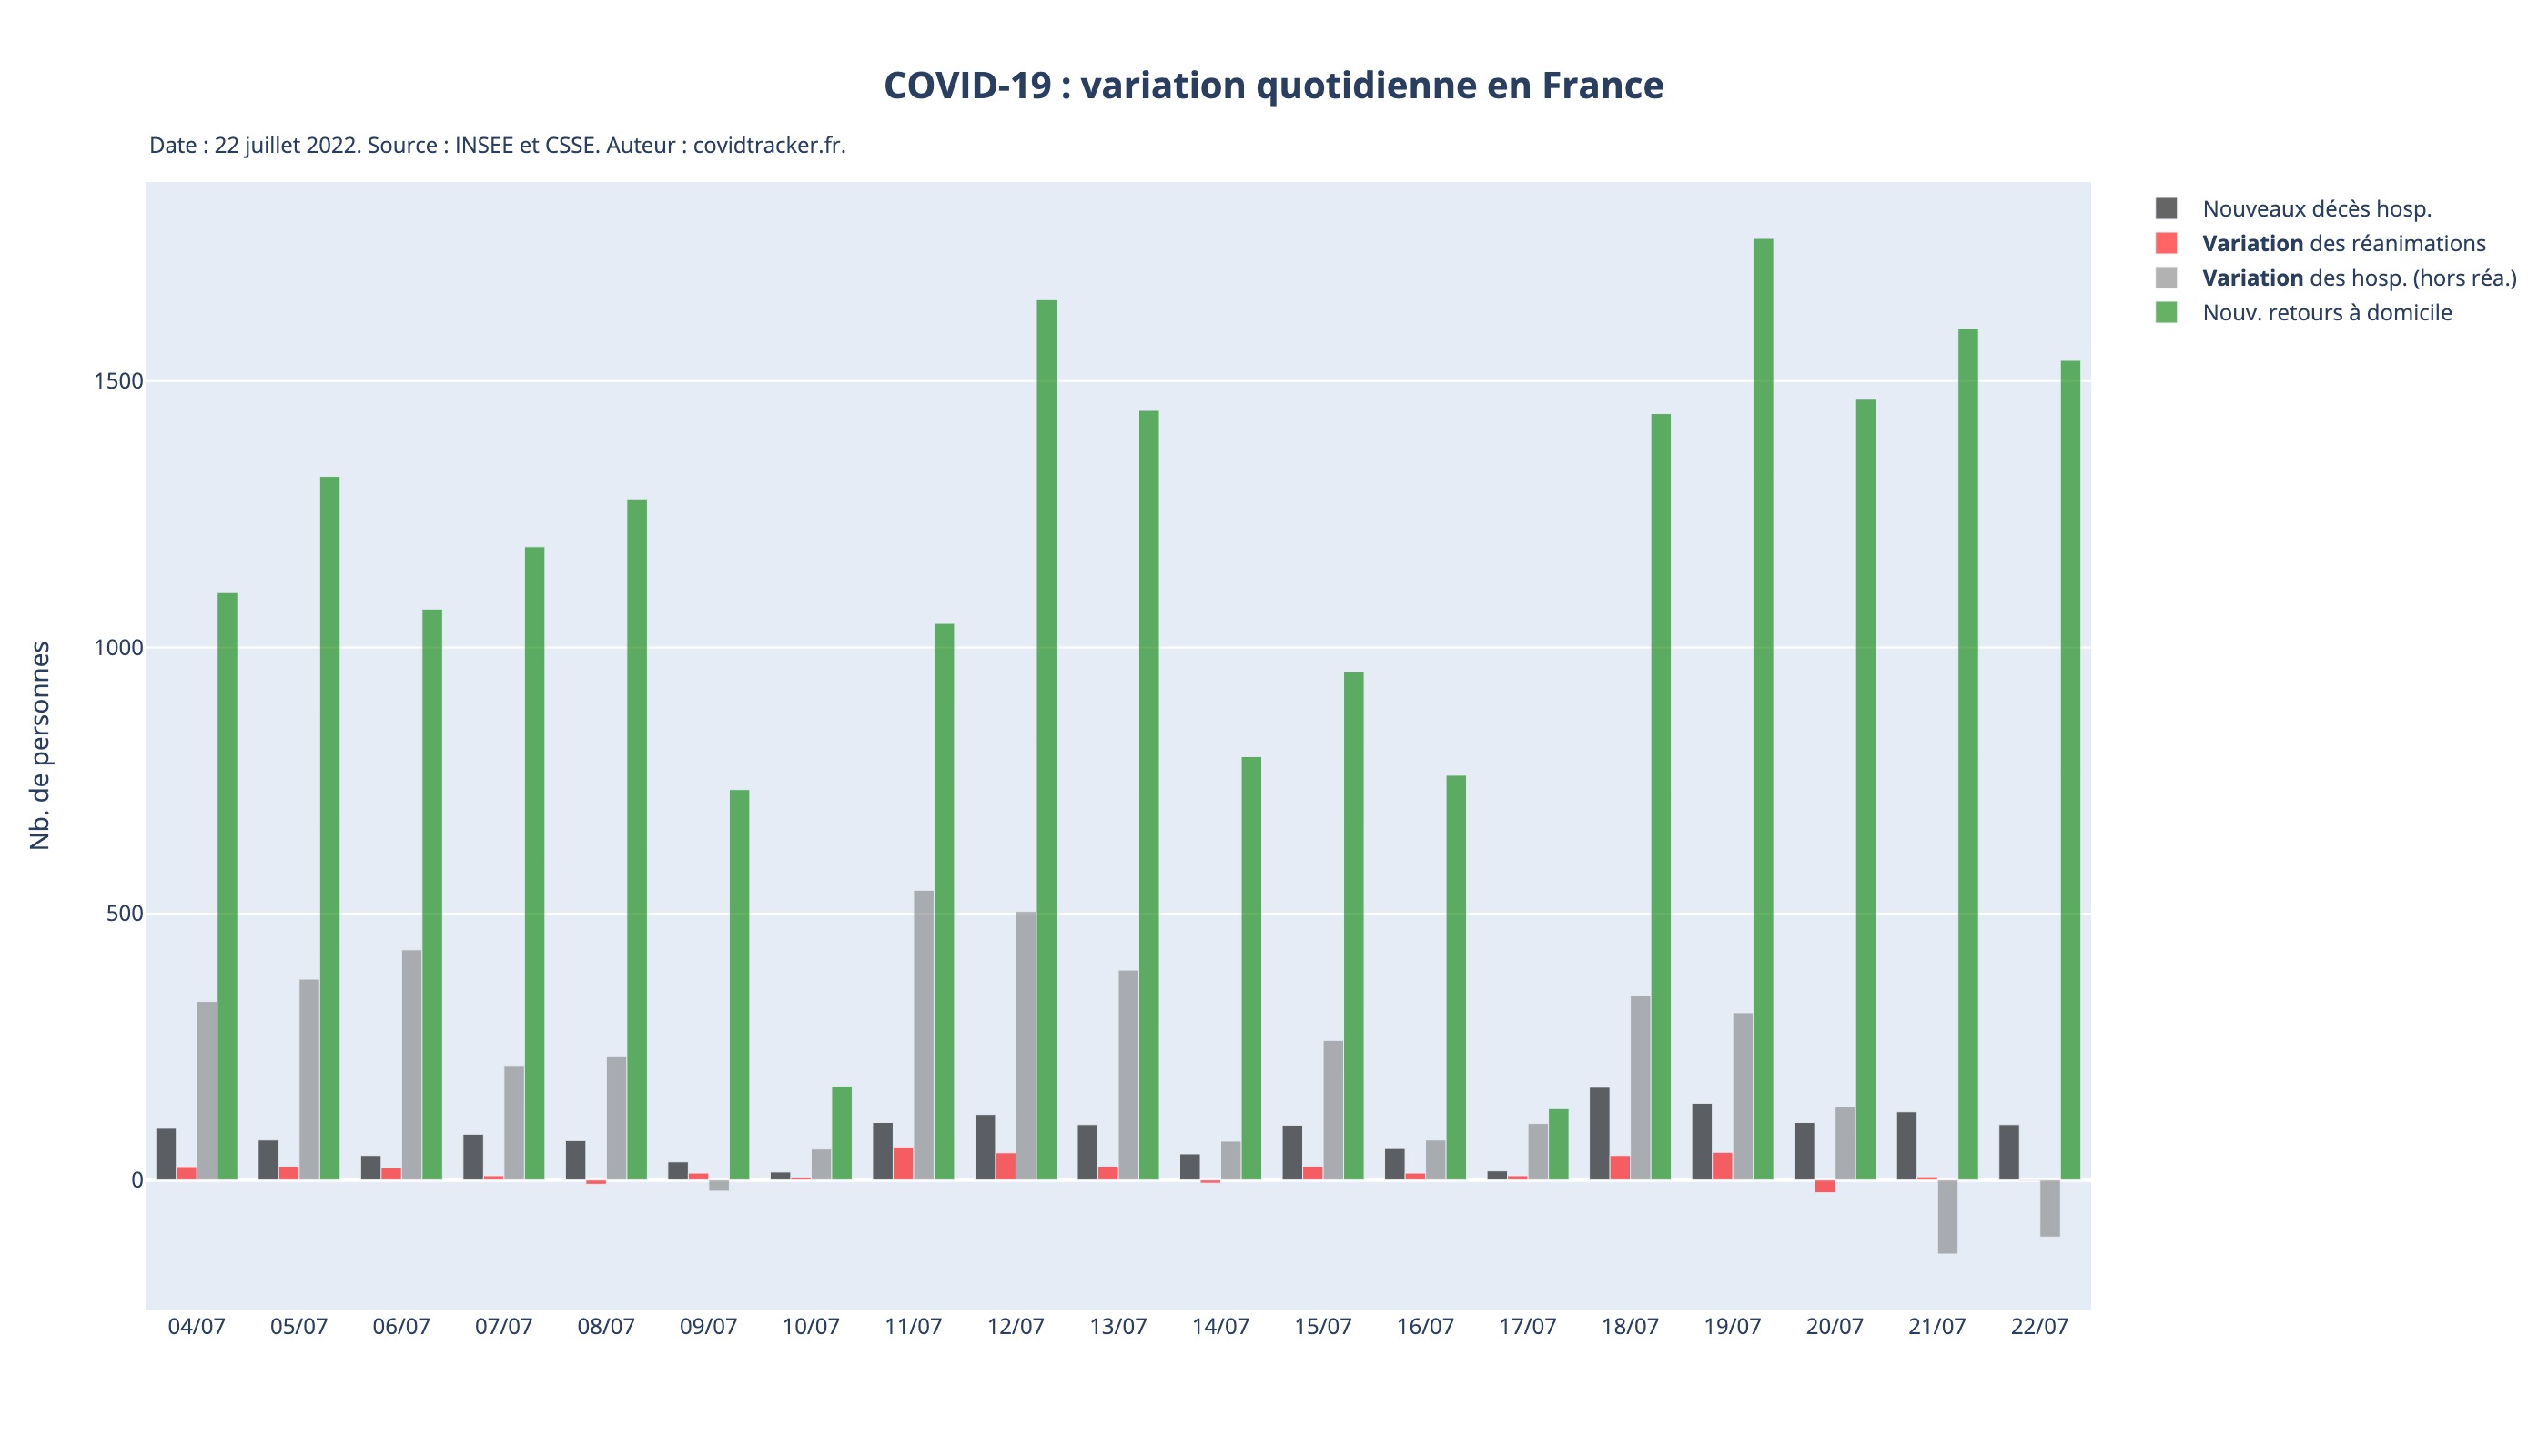 COVID-19 : variation quotidienne en France
Date : 22 juillet 2022. Source : INSEE et CSSE. Auteur : covidtracker.fr.
Nouveaux décès hosp.
Variation des réanimations
Variation des hosp. (hors réa.)
Nouv. retours à domicile
Nb. de personnes
1500
1000
500
0
04/07 05/07 06/07 07/07 08/07 09/07 10/07 11/07 12/07 13/07 14/07 15/07 16/07 17/07 18/07 19/07 20/07 21/07 22/07